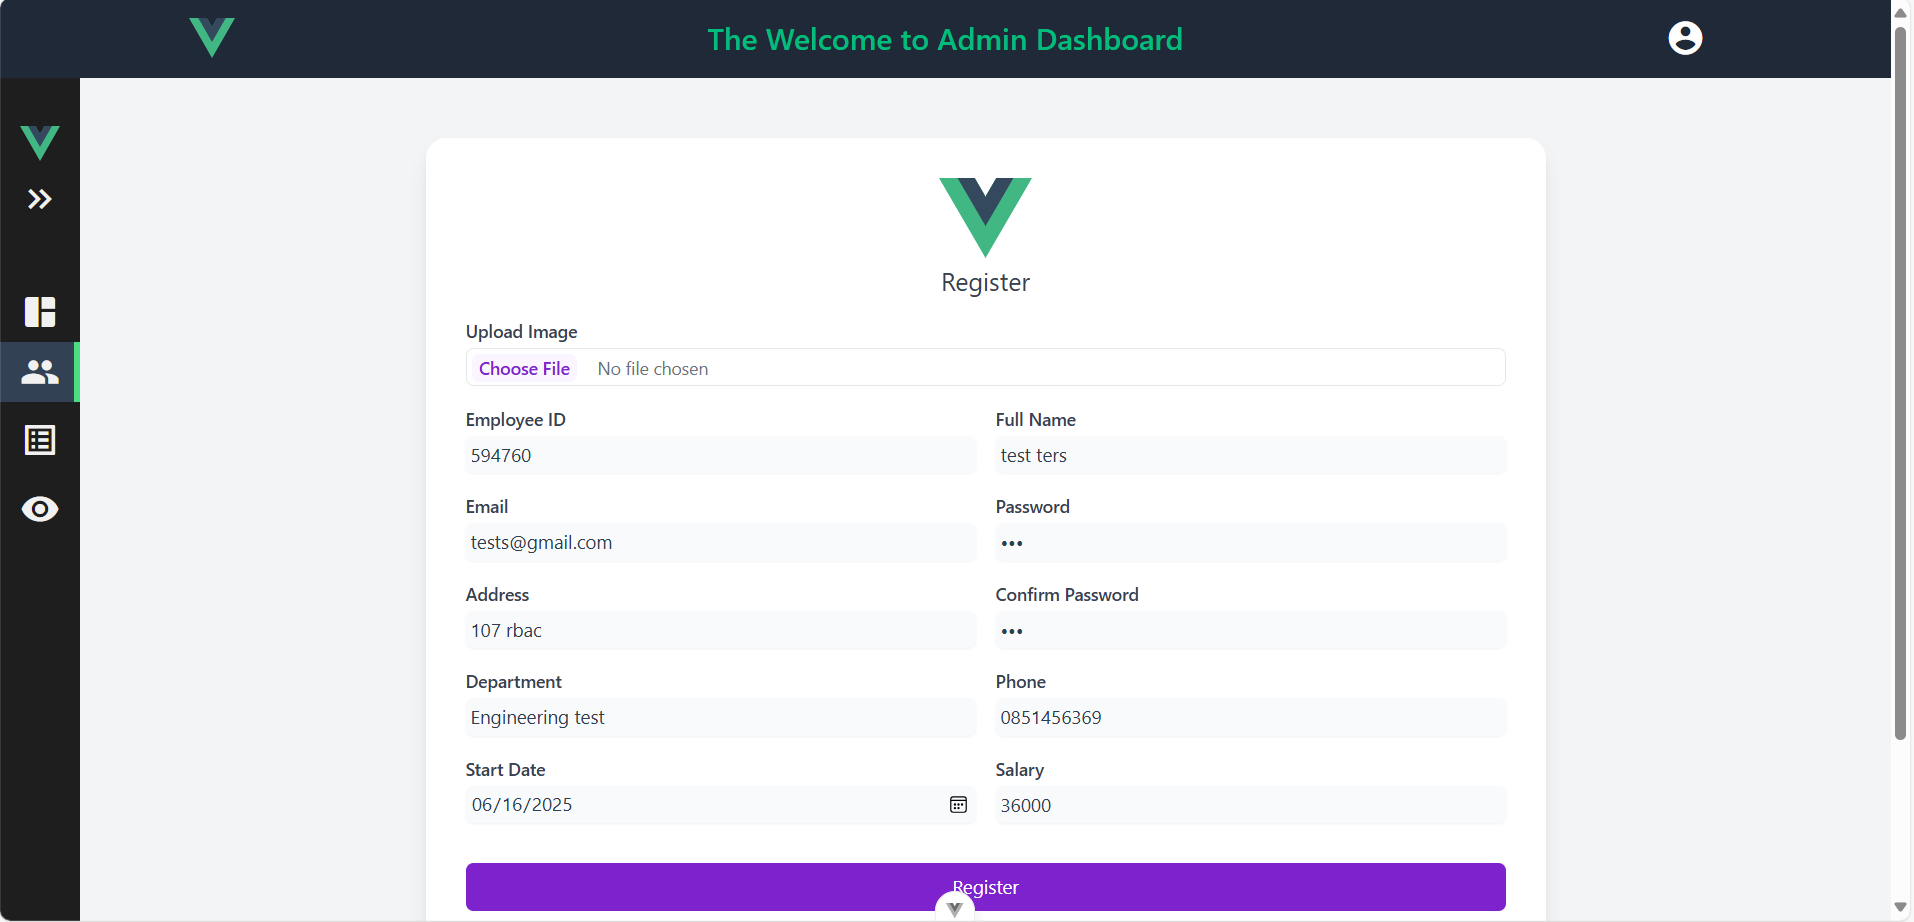 The Welcome to Admin Dashboard
Register
Upload Image
Choose File No file chosen
Employee ID Full Name
594760 test ters
Email Password
tests@gmail.com •••
Address Confirm Password
107 rbac •••
Department Phone
Engineering test 0851456369
Start Date Salary
06/16/2025 36000
Register